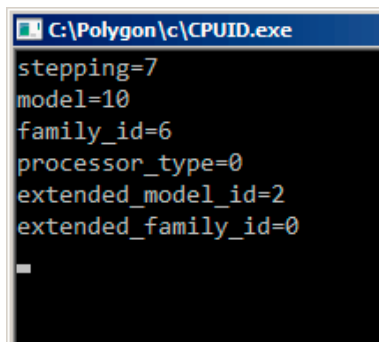 C:\Polygon\c\CPUID.exe
stepping=7
model=10
family_id=6
processor_type=0
extended_model_id=2
extended_family_id=0